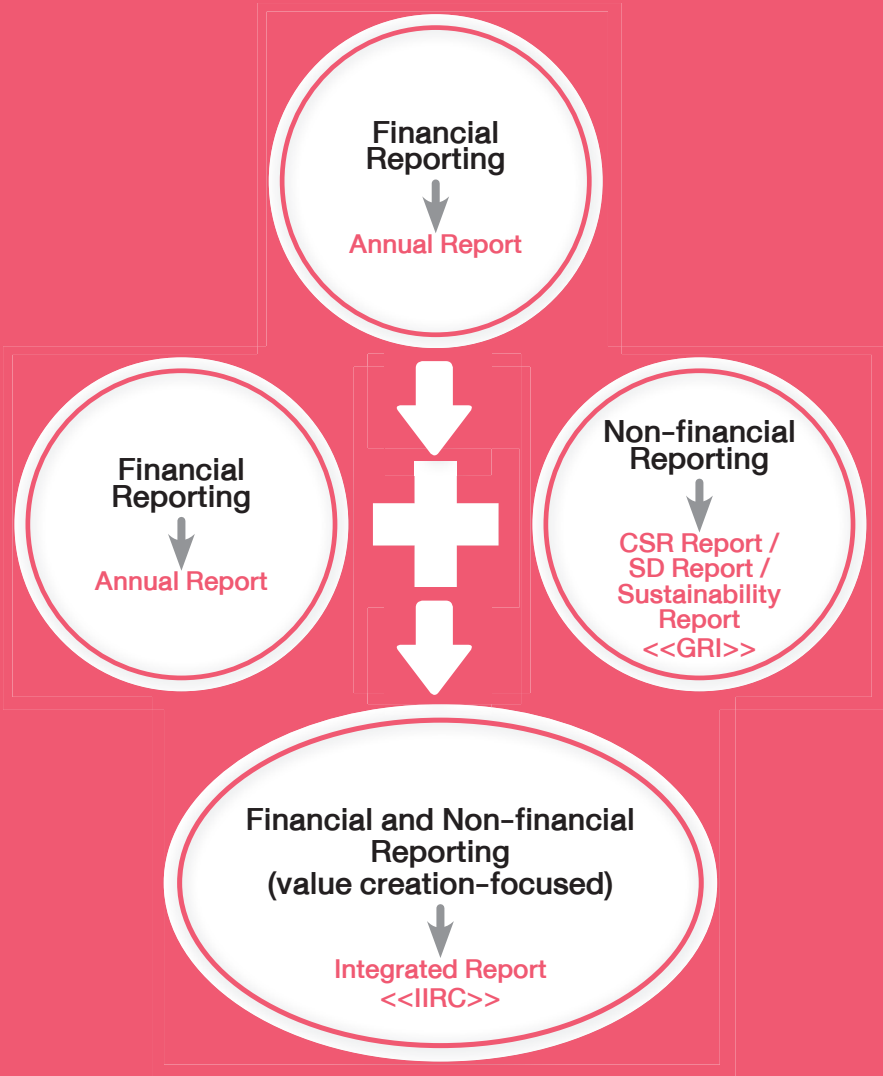 Financial
Reporting
Annual Report
Financial
Reporting
Annual Report
Non-financial
Reporting
CSR Report /
SD Report /
Sustainability
Report
<<GRI>>
Financial and Non-financial
Reporting
(value creation-focused)
Integrated Report
<<IIRC>>